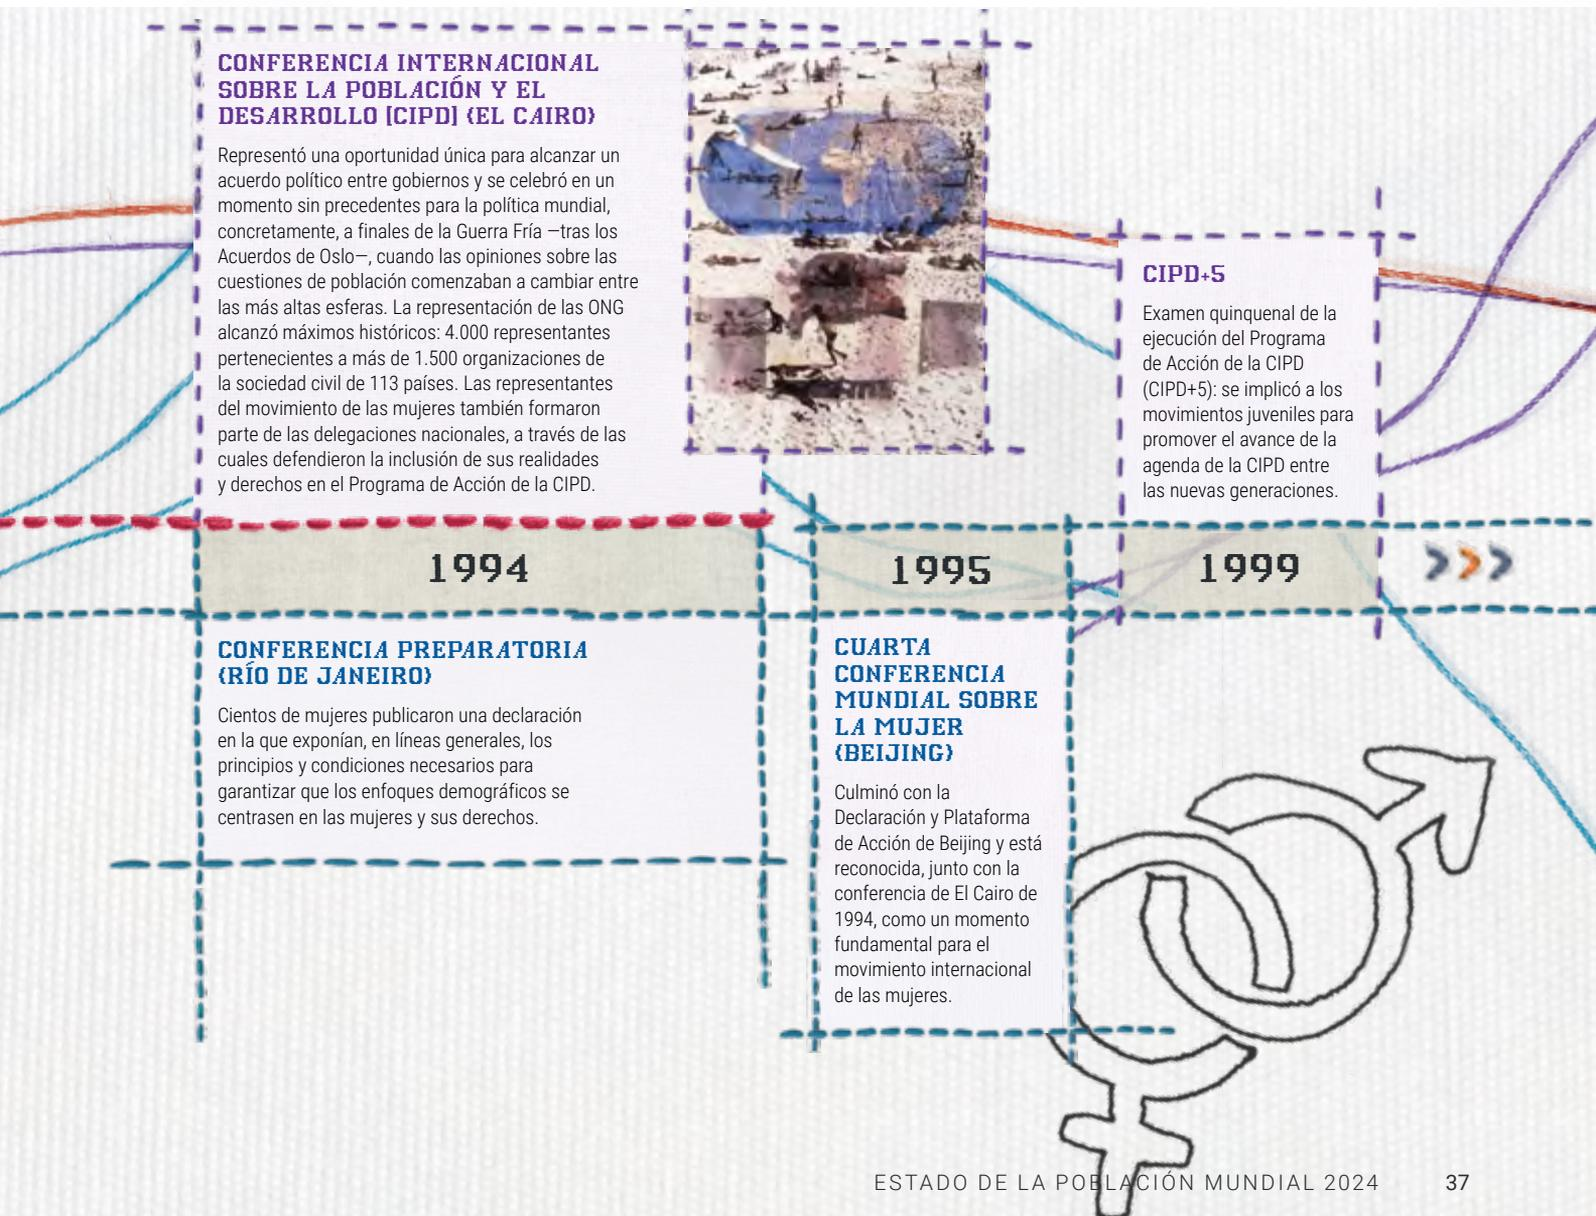 CONFERENCIA INTERNACIONAL
SOBRE LA POBLACIÓN Y EL
DESARROLLO [CIPD] {EL CAIRO}
Representó una oportunidad única para alcanzar un
acuerdo político entre gobiernos y se celebró en un
momento sin precedentes para la política mundial,
concretamente, a finales de la Guerra Fría —tras los
Acuerdos de Oslo—, cuando las opiniones sobre las
cuestiones de población comenzaban a cambiar entre
las más altas esferas. La representación de las ONG
alcanzó máximos históricos: 4.000 representantes
pertenecientes a más de 1.500 organizaciones de
la sociedad civil de 113 países. Las representantes
del movimiento de las mujeres también formaron
parte de las delegaciones nacionales, a través de las
cuales defendieron la inclusión de sus realidades
y derechos en el Programa de Acción de la CIPD.
CIPD+5
Examen quinquenal de la
ejecución del Programa
de Acción de la CIPD
(CIPD+5): se implicó a los
movimientos juveniles para
promover el avance de la
agenda de la CIPD entre
las nuevas generaciones.
1994
1995
1999
CONFERENCIA PREPARATORIA
{RÍO DE JANEIRO}
Cientos de mujeres publicaron una declaración
en la que exponían, en líneas generales, los
principios y condiciones necesarios para
garantizar que los enfoques demográficos se
centrasen en las mujeres y sus derechos.
CUARTA
CONFERENCIA
MUNDIAL SOBRE
LA MUJER
{BEIJING}
Culminó con la
Declaración y Plataforma
de Acción de Beijing y está
reconocida, junto con la
conferencia de El Cairo de
1994, como un momento
fundamental para el
movimiento internacional
de las mujeres.
ESTADO DE LA POBLACIÓN MUNDIAL 2024 37